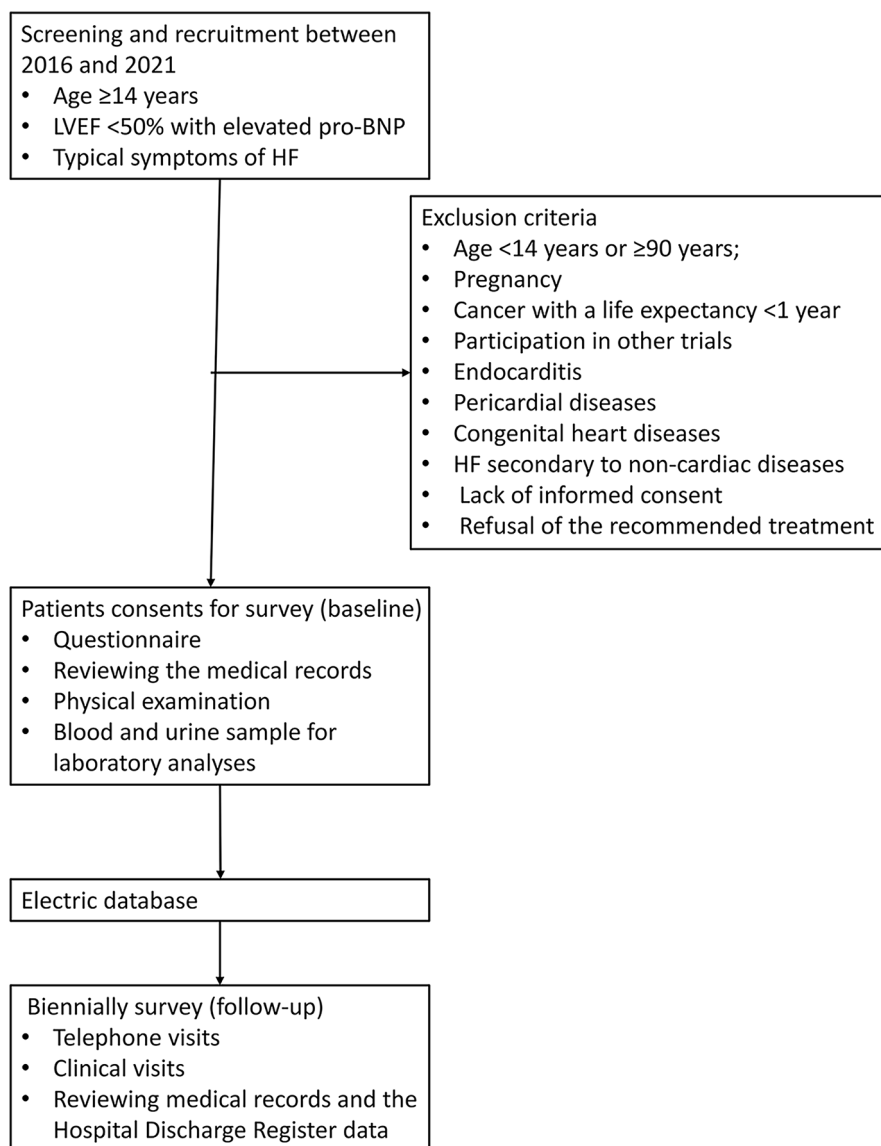 Screening and recruitment between
2016 and 2021
• Age ≥14 years
• LVEF <50% with elevated pro-BNP
• Typical symptoms of HF
Exclusion criteria
• Age <14 years or ≥90 years;
• Pregnancy
• Cancer with a life expectancy <1 year
• Participation in other trials
• Endocarditis
• Pericardial diseases
• Congenital heart diseases
• HF secondary to non-cardiac diseases
• Lack of informed consent
• Refusal of the recommended treatment
Patients consents for survey (baseline)
• Questionnaire
• Reviewing the medical records
• Physical examination
• Blood and urine sample for
laboratory analyses
Electric database
Biennially survey (follow-up)
• Telephone visits
• Clinical visits
• Reviewing medical records and the
Hospital Discharge Register data